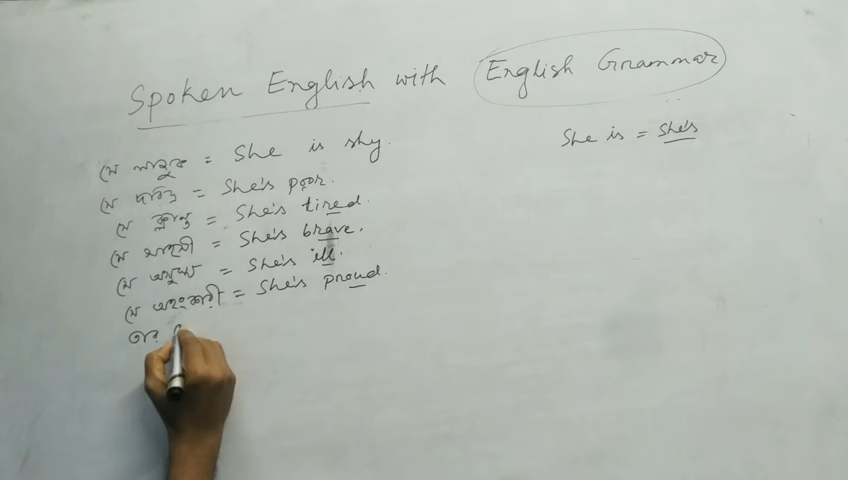 Spoken English with English Grammar
She is = She's
সে লাজুক = She is shy.
সে দরিদ্র = She's poor.
সে ক্লান্ত = She's tired.
সে সাহসী = She's brave.
সে অসুস্থ = She's ill.
সে অহংকারী = She's proud.
তার